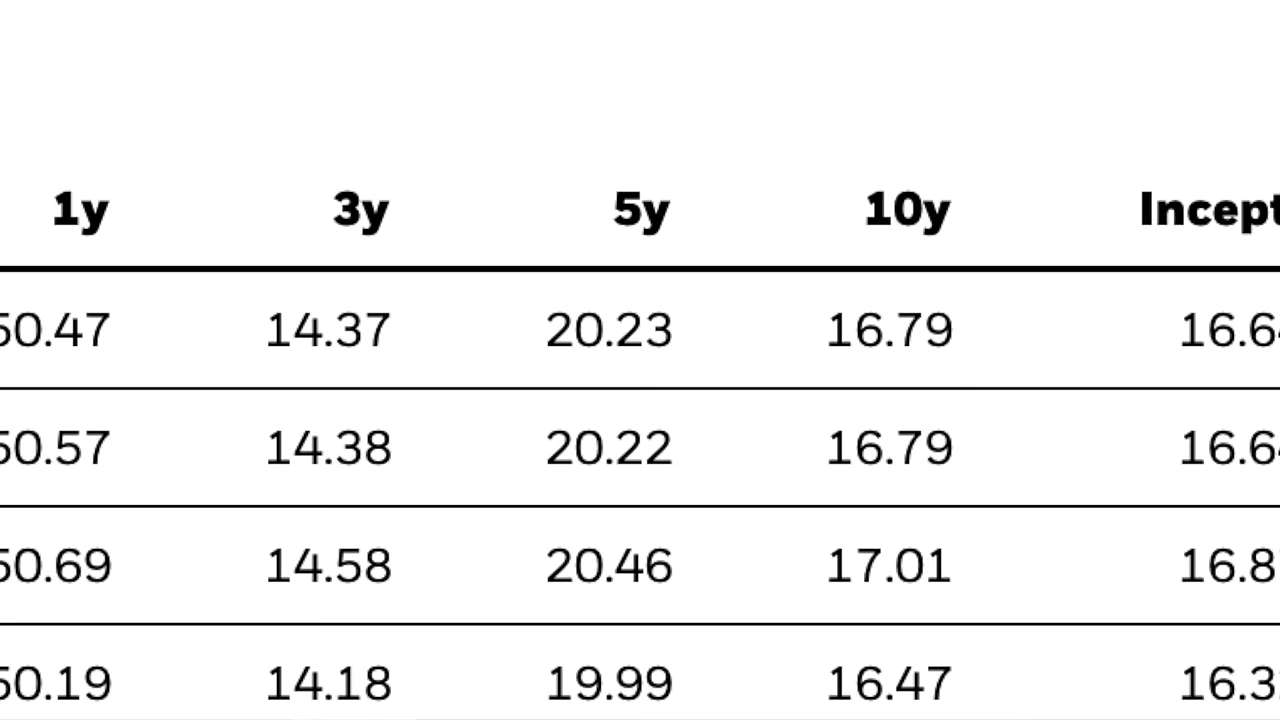 1y 3y 5y 10y Incept
50.47 14.37 20.23 16.79 16.6
50.57 14.38 20.22 16.79 16.6
50.69 14.58 20.46 17.01 16.8
50.19 14.18 19.99 16.47 16.3